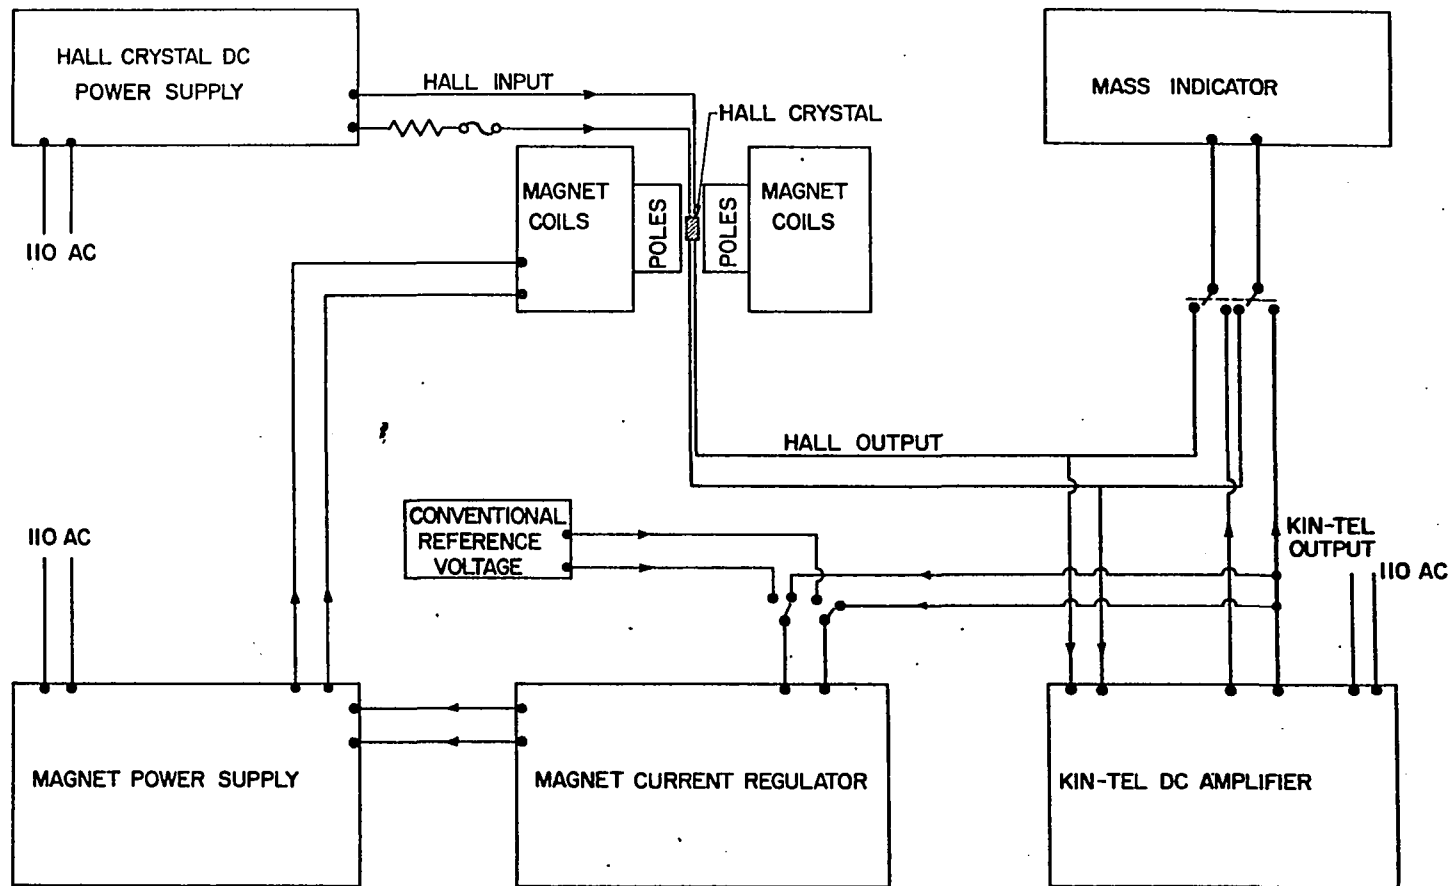 HALL CRYSTAL DC
POWER SUPPLY
HALL INPUT
HALL CRYSTAL
MASS INDICATOR
110 AC
MAGNET
COILS
POLES
POLES
MAGNET
COILS
HALL OUTPUT
CONVENTIONAL
REFERENCE
VOLTAGE
110 AC
KIN-TEL
OUTPUT
110 AC
MAGNET POWER SUPPLY
MAGNET CURRENT REGULATOR
KIN-TEL DC AMPLIFIER